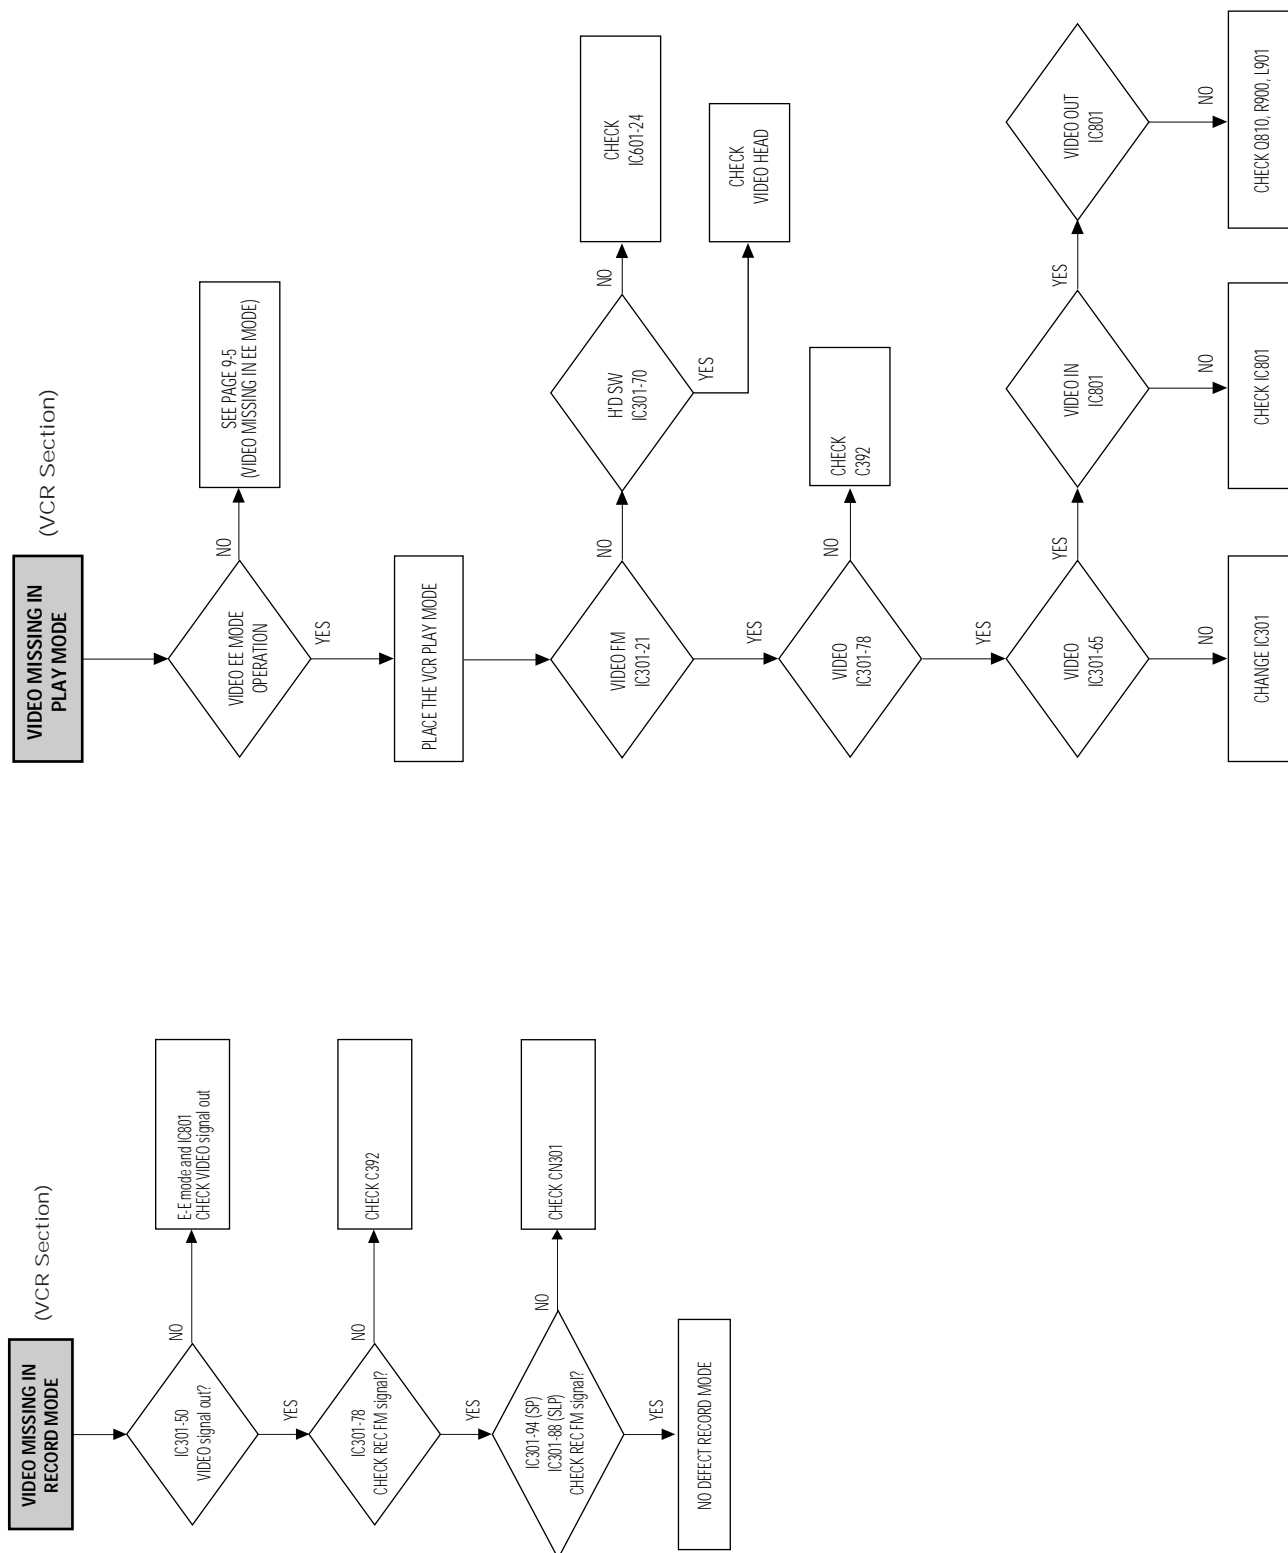 VIDEO MISSING IN
RECORD MODE
(VCR Section)
IC301-50
VIDEO signal out?
NO
E-E mode and IC801
CHECK VIDEO signal out
YES
IC301-78
CHECK REC FM signal?
NO
CHECK C392
YES
IC301-94 (SP)
IC301-88 (SLP)
CHECK REC FM signal?
NO
CHECK CN301
YES
NO DEFECT RECORD MODE
VIDEO MISSING IN
PLAY MODE
(VCR Section)
VIDEO EE MODE
OPERATION
NO
SEE PAGE 9-5
(VIDEO MISSING IN EE MODE)
YES
PLACE THE VCR PLAY MODE
VIDEO FM
IC301-21
NO
H'D SW
IC301-70
NO
CHECK
IC601-24
YES
CHECK
VIDEO HEAD
YES
VIDEO
IC301-78
NO
CHECK
C392
YES
VIDEO
IC301-65
YES
VIDEO IN
IC801
YES
VIDEO OUT
IC801
NO
CHANGE IC301
NO
CHECK IC801
NO
CHECK Q810, R900, L901